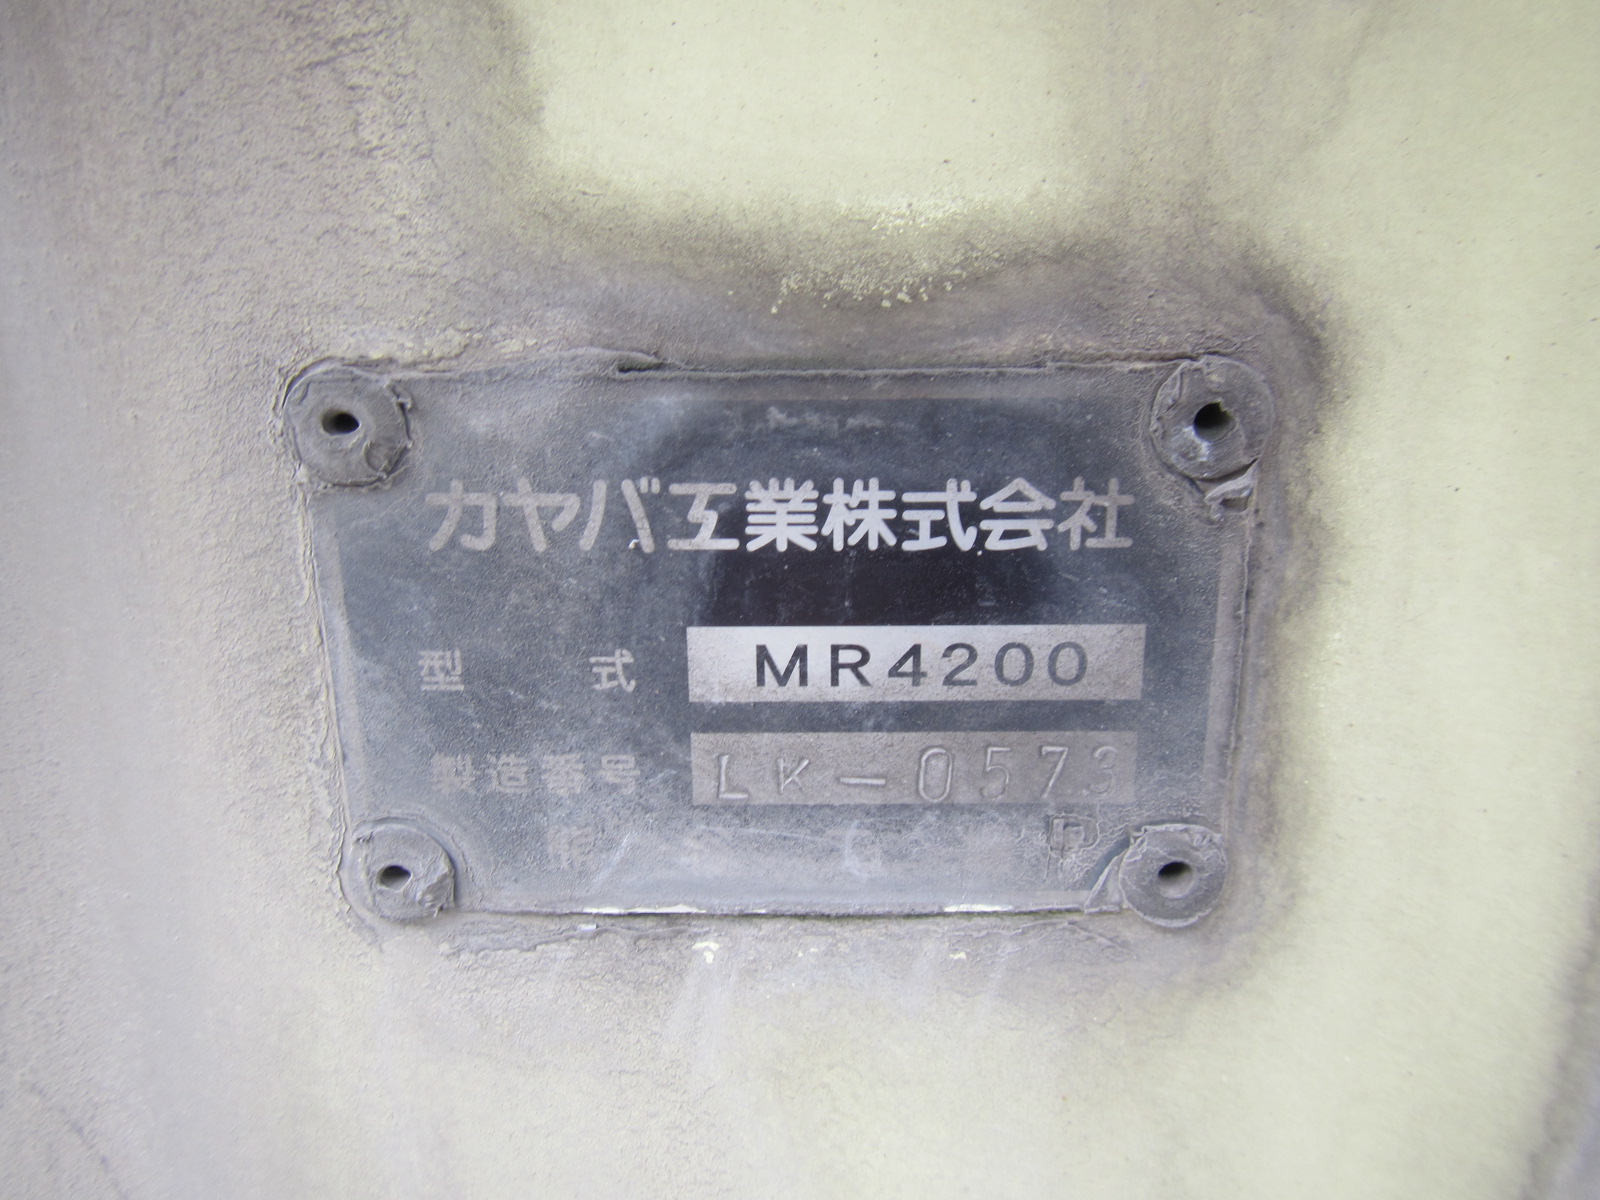 カヤバ工業株式会社
型式 MR4200
製造番号 LK-0573